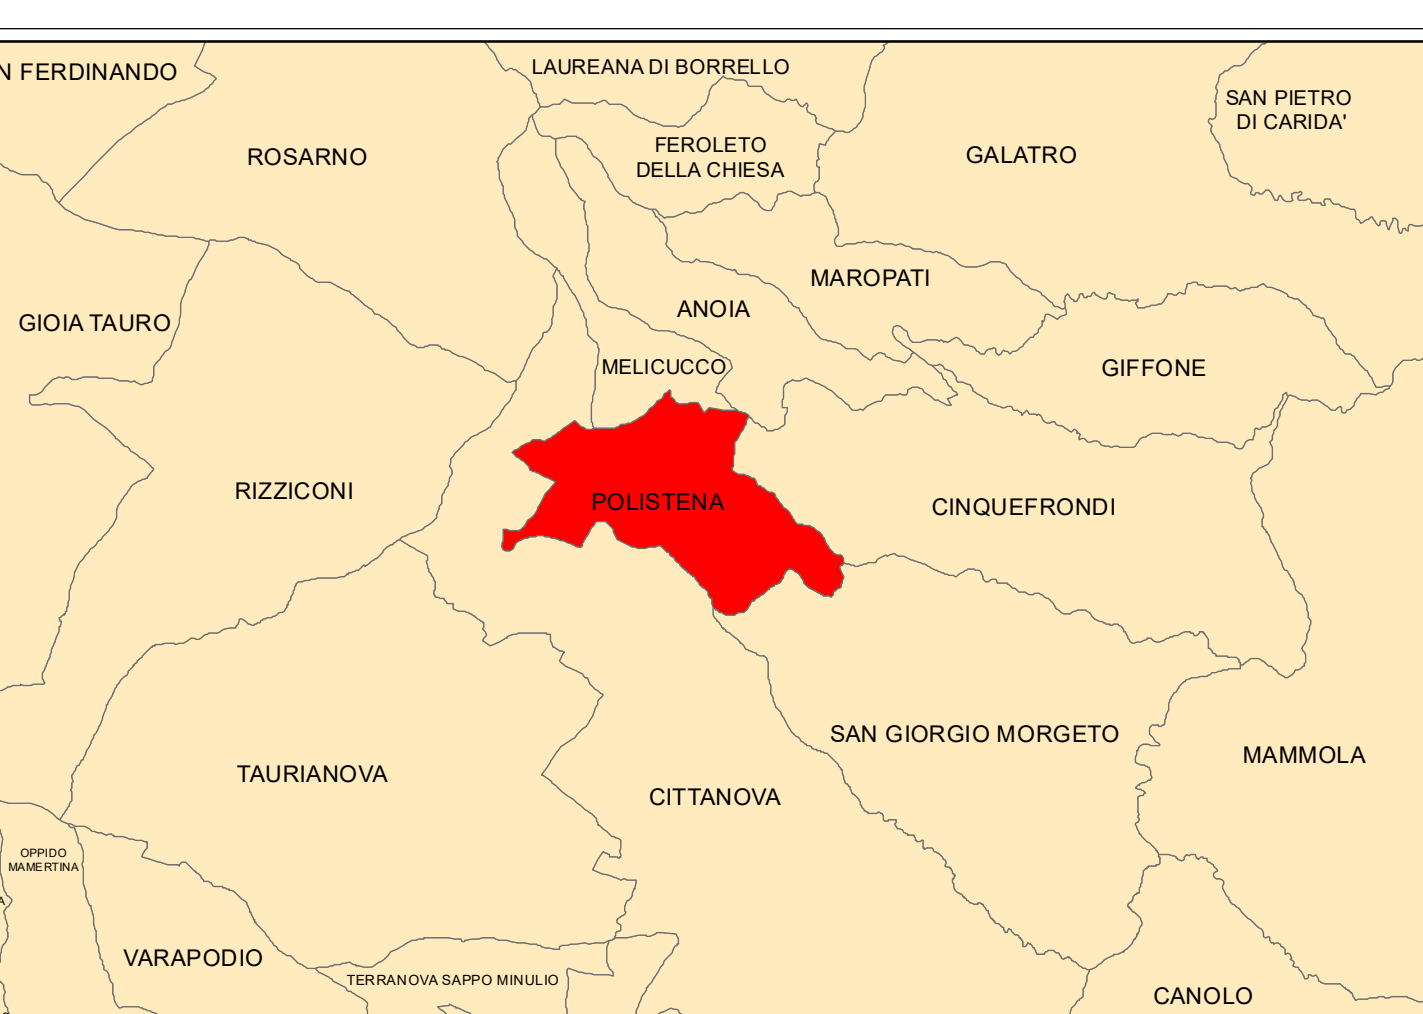 LAUREANA DI BORRELLO
N FERDINANDO
SAN PIETRO
DI CARIDA'
FEROLETO
DELLA CHIESA
ROSARNO
GALATRO
MAROPATI
ANOIA
GIOIA TAURO
MELICUCCO
GIFFONE
RIZZICONI
POLISTENA
CINQUEFRONDI
SAN GIORGIO MORGETO
MAMMOLA
TAURIANOVA
CITTANOVA
OPPIDO
MAMERTINA
A
VARAPODIO
TERRANOVA SAPPO MINULIO
CANOLO